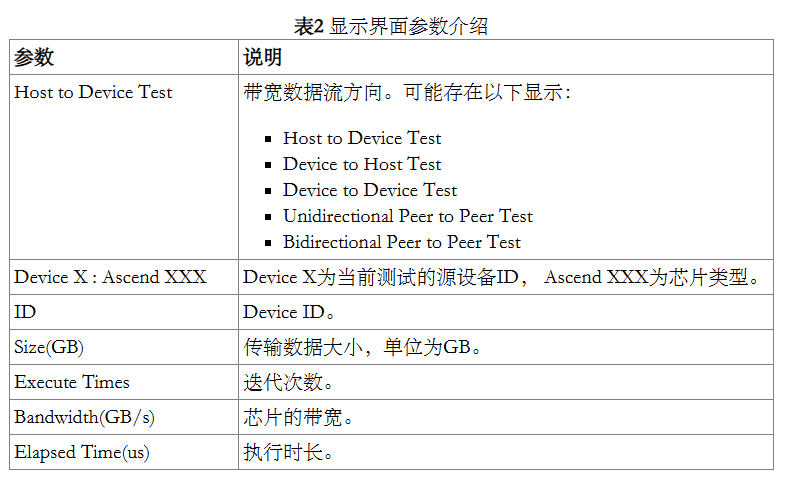 表2 显示界面参数介绍
参数 说明
Host to Device Test 带宽数据流方向。可能存在以下显示：
Host to Device Test
Device to Host Test
Device to Device Test
Unidirectional Peer to Peer Test
Bidirectional Peer to Peer Test
Device X : Ascend XXX Device X为当前测试的源设备ID， Ascend XXX为芯片类型。
ID Device ID。
Size(GB) 传输数据大小，单位为GB。
Execute Times 迭代次数。
Bandwidth(GB/s) 芯片的带宽。
Elapsed Time(us) 执行时长。